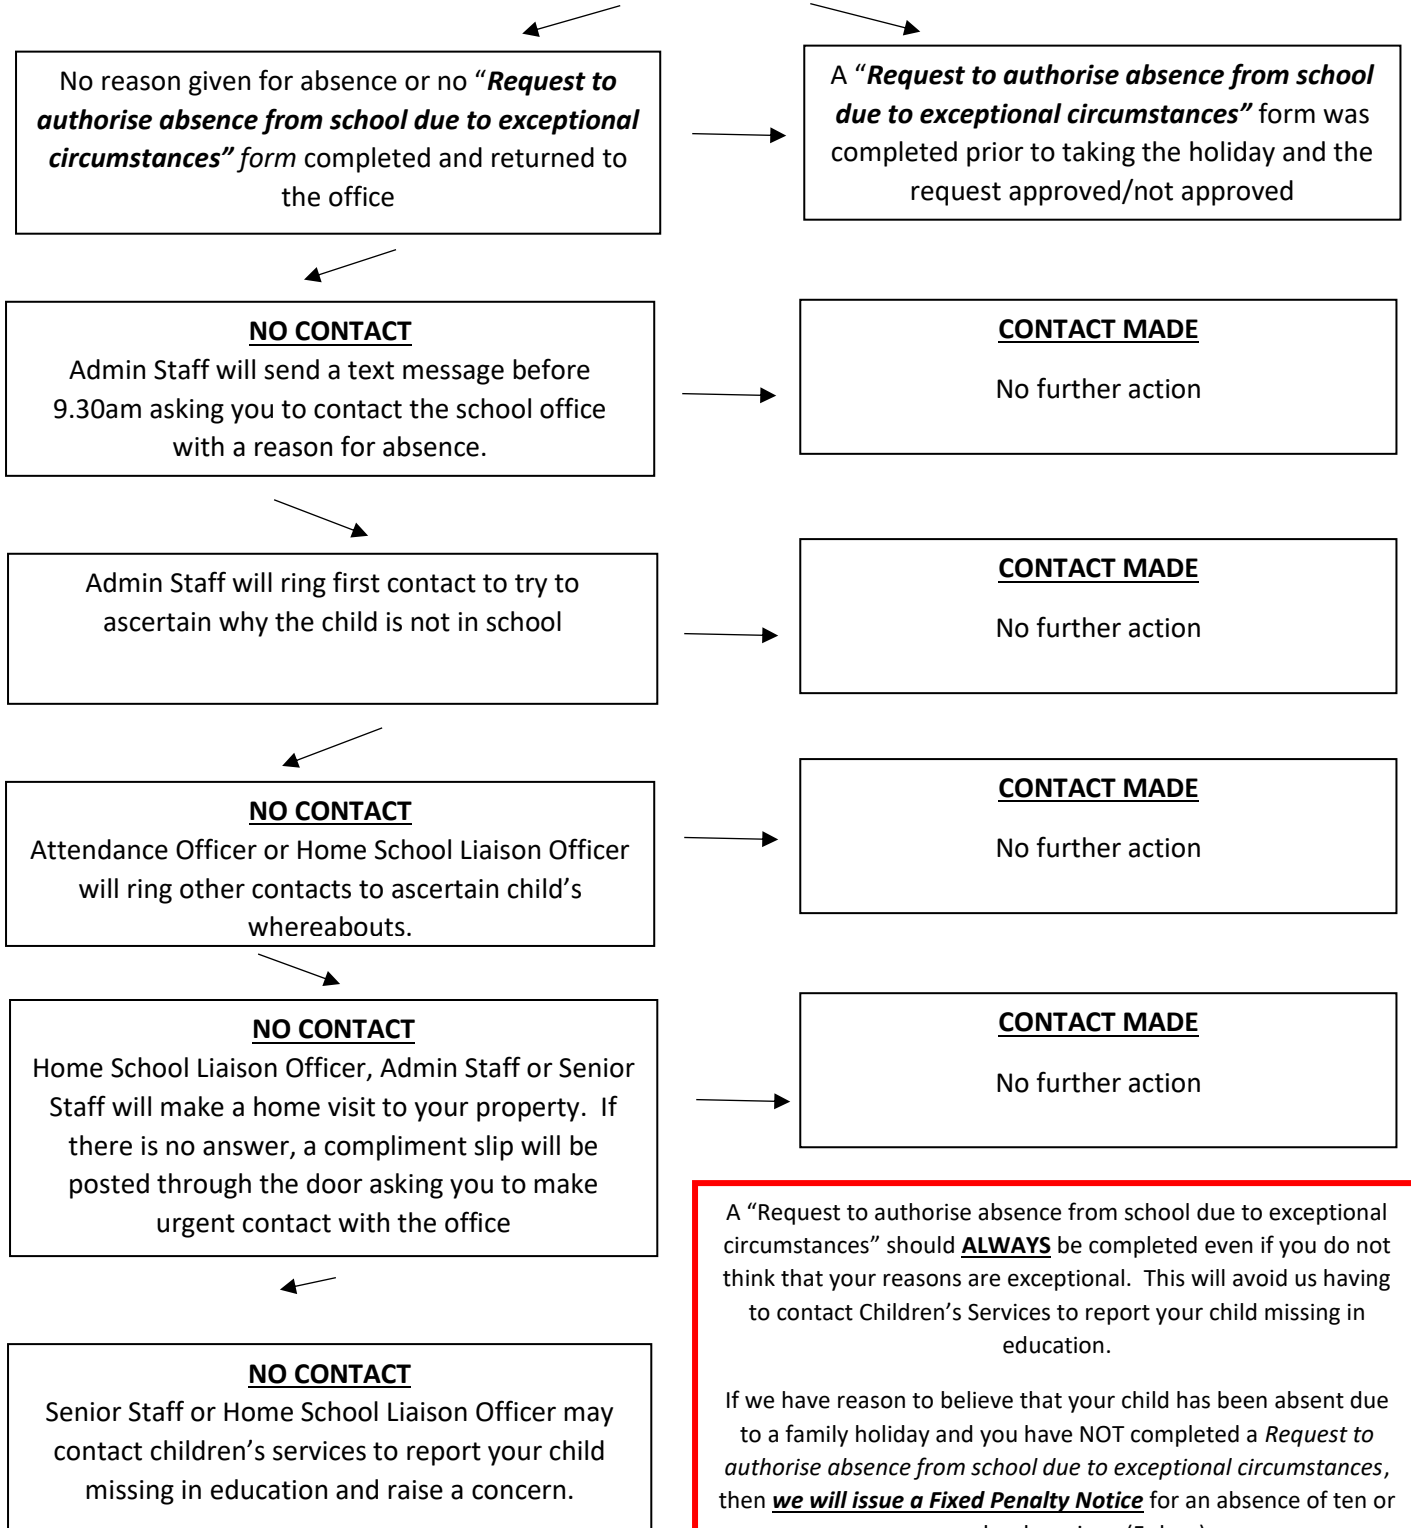 No reason given for absence or no “Request to
authorise absence from school due to exceptional
circumstances” form completed and returned to
the office
A “Request to authorise absence from school
due to exceptional circumstances” form was
completed prior to taking the holiday and the
request approved/not approved
NO CONTACT
Admin Staff will send a text message before
9.30am asking you to contact the school office
with a reason for absence.
CONTACT MADE
No further action
Admin Staff will ring first contact to try to
ascertain why the child is not in school
CONTACT MADE
No further action
NO CONTACT
Attendance Officer or Home School Liaison Officer
will ring other contacts to ascertain child’s
whereabouts.
CONTACT MADE
No further action
NO CONTACT
Home School Liaison Officer, Admin Staff or Senior
Staff will make a home visit to your property.  If
there is no answer, a compliment slip will be
posted through the door asking you to make
urgent contact with the office
CONTACT MADE
No further action
NO CONTACT
Senior Staff or Home School Liaison Officer may
contact children’s services to report your child
missing in education and raise a concern.
A “Request to authorise absence from school due to exceptional
circumstances” should ALWAYS be completed even if you do not
think that your reasons are exceptional.  This will avoid us having
to contact Children’s Services to report your child missing in
education.
If we have reason to believe that your child has been absent due
to a family holiday and you have NOT completed a Request to
authorise absence from school due to exceptional circumstances,
then we will issue a Fixed Penalty Notice for an absence of ten or